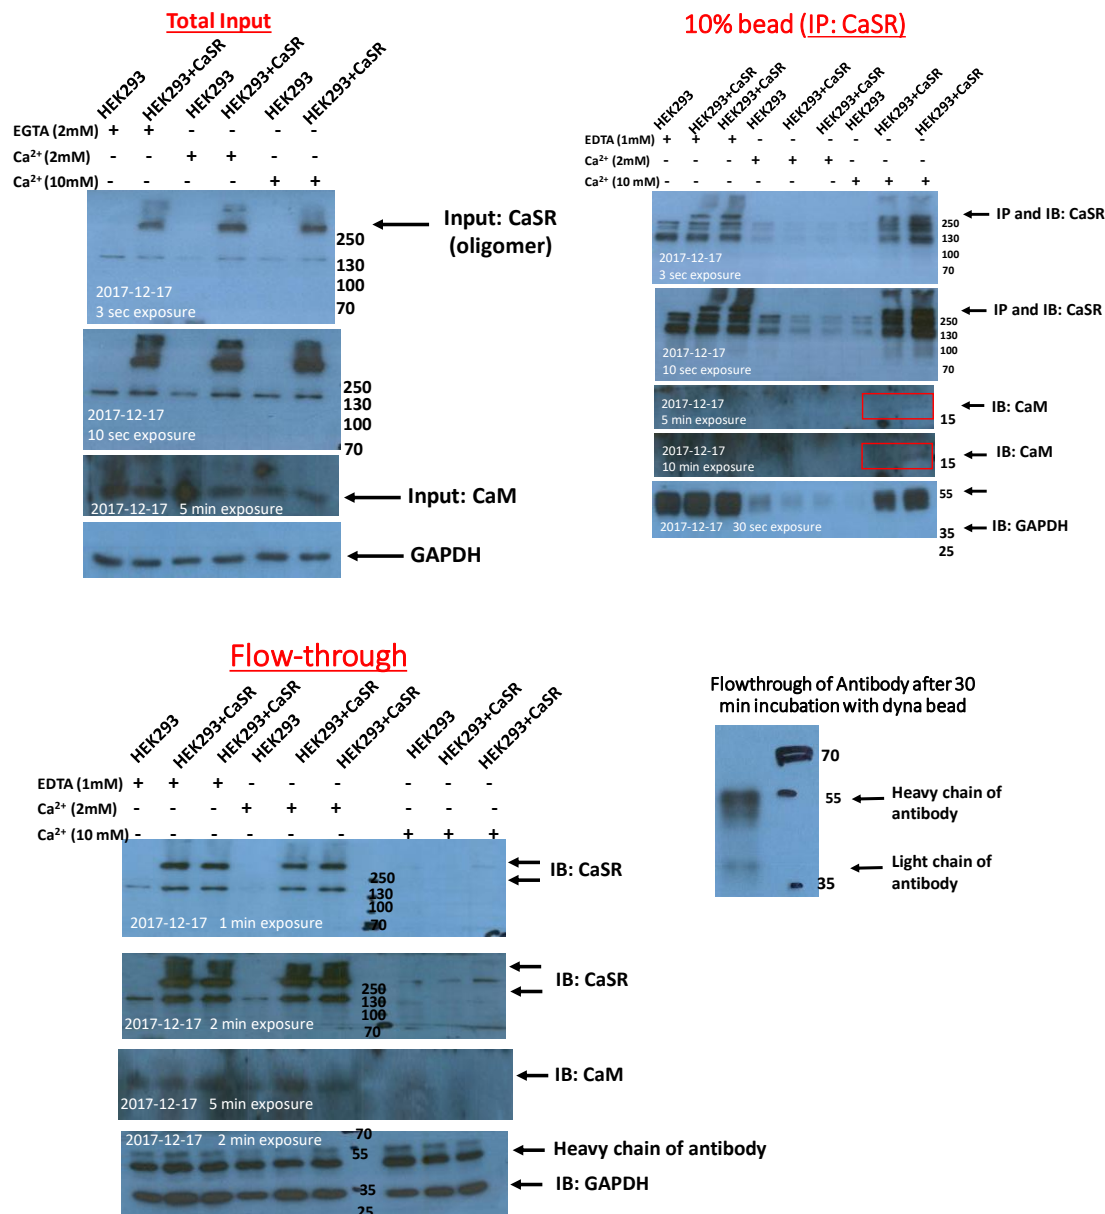 Total Input
HEK293
HEK293+CaSR
HEK293
HEK293+CaSR
HEK293
HEK293+CaSR
EGTA (2mM) + + - - - -
Ca²⁺ (2mM) - - + + - -
Ca²⁺ (10mM) - - - - + +
Input: CaSR
(oligomer)
250
130
100
70
2017-12-17
3 sec exposure
250
130
100
70
2017-12-17
10 sec exposure
Input: CaM
2017-12-17 5 min exposure
GAPDH
10% bead (IP: CaSR)
HEK293
HEK293+CaSR
HEK293+CaSR
HEK293
HEK293+CaSR
HEK293+CaSR
HEK293
HEK293+CaSR
HEK293+CaSR
EDTA (1mM) + + + - - - - - -
Ca²⁺ (2mM) - - - + + + - - -
Ca²⁺ (10 mM) - - - - - - + + +
IP and IB: CaSR
250
130
100
70
2017-12-17
3 sec exposure
IP and IB: CaSR
250
130
100
70
2017-12-17
10 sec exposure
2017-12-17
5 min exposure
IB: CaM
15
2017-12-17
10 min exposure
IB: CaM
15
55
2017-12-17 30 sec exposure
IB: GAPDH
35
25
Flow-through
HEK293
HEK293+CaSR
HEK293+CaSR
HEK293
HEK293+CaSR
HEK293+CaSR
HEK293
HEK293+CaSR
HEK293+CaSR
EDTA (1mM) + + + - - - - - -
Ca²⁺ (2mM) - - - + + + - - -
Ca²⁺ (10 mM) - - - - - - + + +
IB: CaSR
250
130
100
70
2017-12-17 1 min exposure
IB: CaSR
250
130
100
70
2017-12-17 2 min exposure
IB: CaM
2017-12-17 5 min exposure
2017-12-17 2 min exposure
70
55
Heavy chain of antibody
35
IB: GAPDH
25
Flowthrough of Antibody after 30
min incubation with dyna bead
70
55
Heavy chain of
antibody
Light chain of
antibody
35